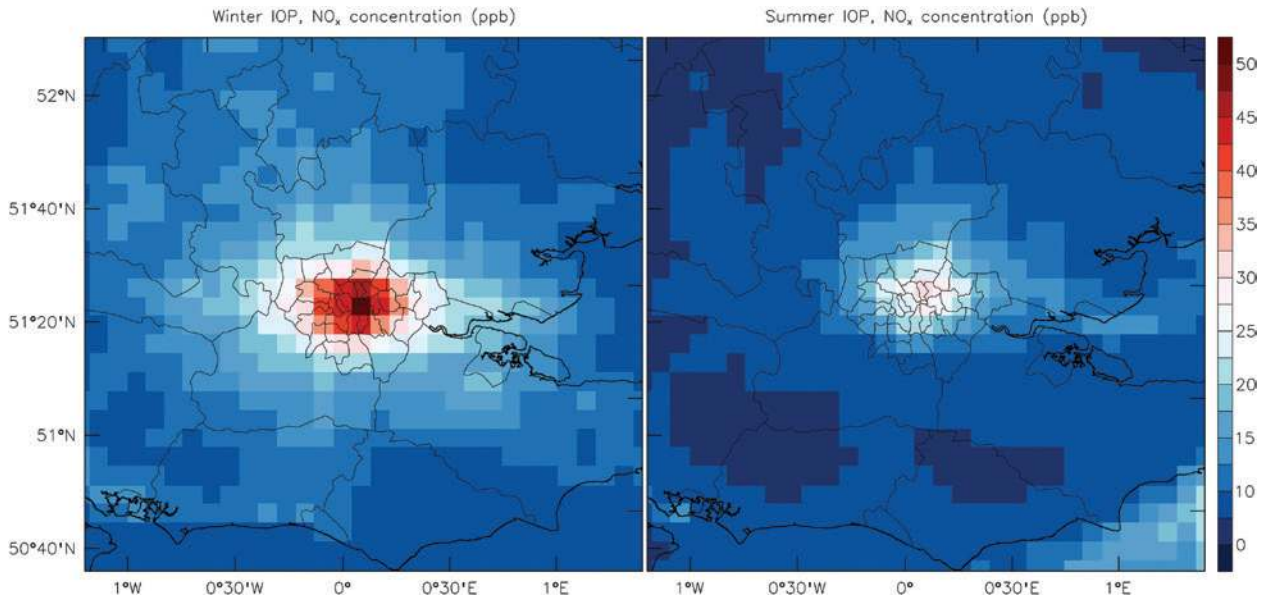 Winter IOP, NOx concentration (ppb)
Summer IOP, NOx concentration (ppb)
52°N
51°40'N
51°20'N
51°N
50°40'N
1°W
0°30'W
0°
0°30'E
1°E
1°W
0°30'W
0°
0°30'E
1°E
50
45
40
35
30
25
20
15
10
5
0